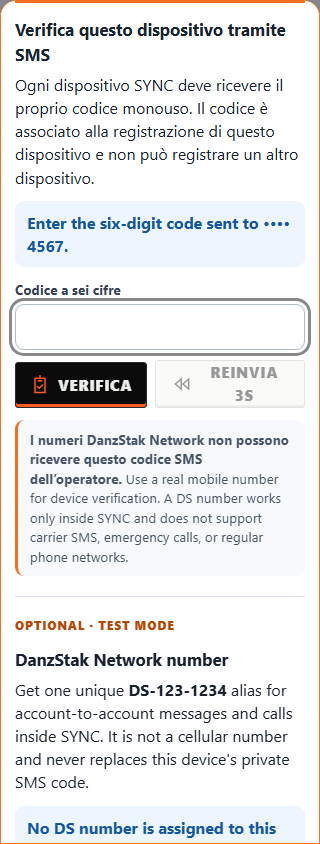 Verifica questo dispositivo tramite
SMS
Ogni dispositivo SYNC deve ricevere il
proprio codice monouso. Il codice è
associato alla registrazione di questo
dispositivo e non può registrare un altro
dispositivo.
Enter the six-digit code sent to ••••
4567.
Codice a sei cifre
VERIFICA
REINVIA
3S
I numeri DanzStak Network non possono
ricevere questo codice SMS
dell'operatore. Use a real mobile number
for device verification. A DS number works
only inside SYNC and does not support
carrier SMS, emergency calls, or regular
phone networks.
OPTIONAL · TEST MODE
DanzStak Network number
Get one unique DS-123-1234 alias for
account-to-account messages and calls
inside SYNC. It is not a cellular number
and never replaces this device's private
SMS code.
No DS number is assigned to this